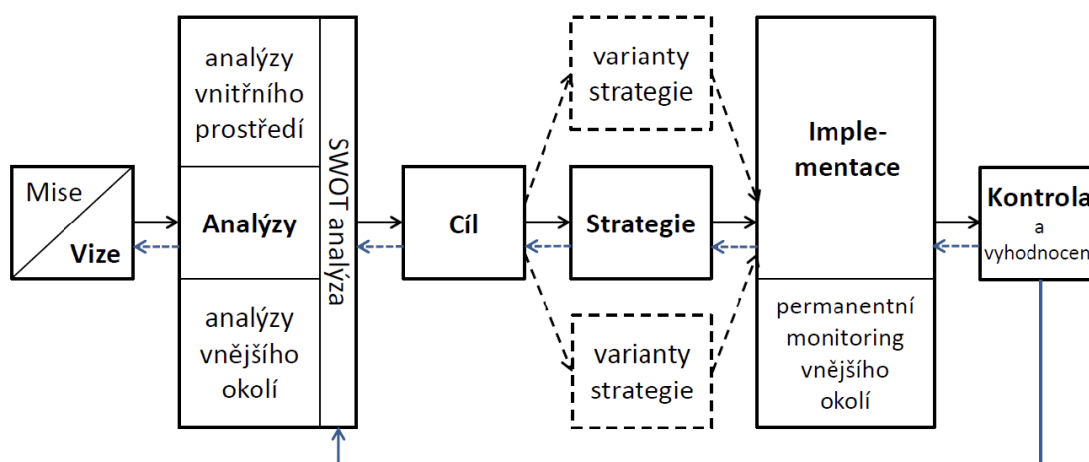 Mise
Vize
analýzy
vnitřního
prostředí
Analýzy
analýzy
vnějšího
okolí
SWOT analýza
Cíl
varianty
strategie
Strategie
varianty
strategie
Imple-
mentace
permanentní
monitoring
vnějšího
okolí
Kontrola
a
vyhodnocen